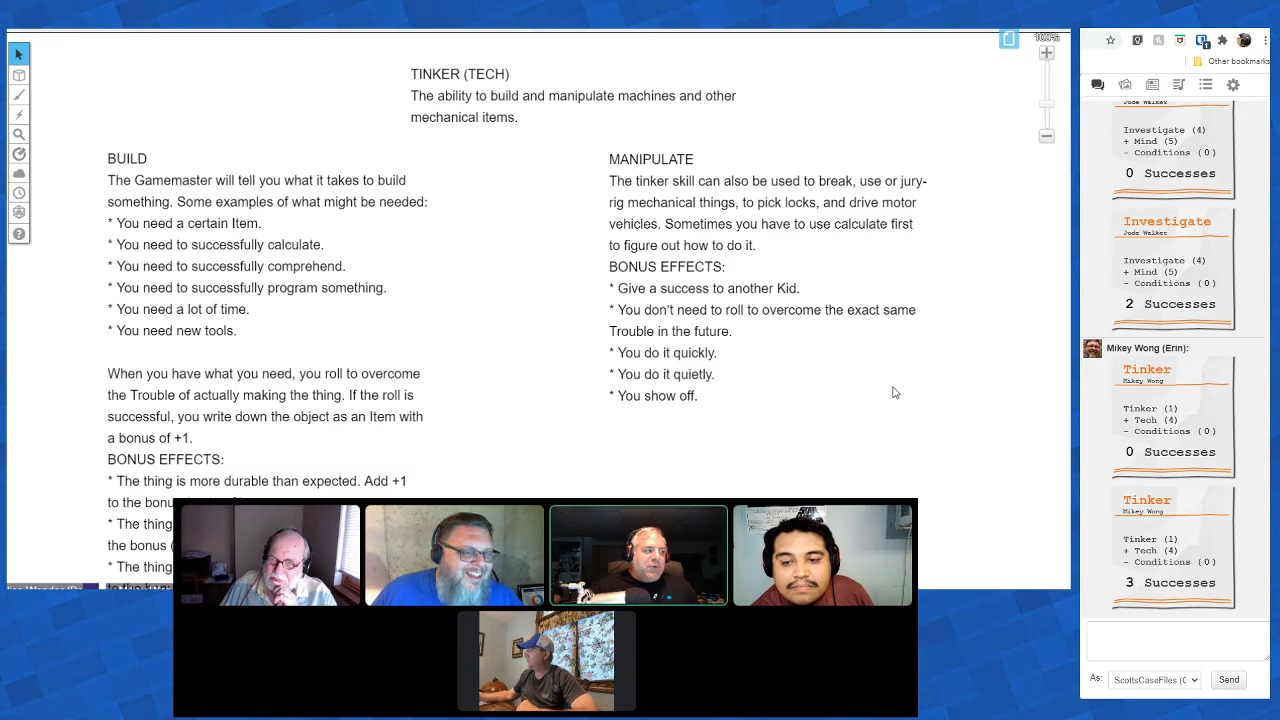 100%
Other bookmarks
TINKER (TECH)
The ability to build and manipulate machines and other
mechanical items.
BUILD
The Gamemaster will tell you what it takes to build
something. Some examples of what might be needed:
* You need a certain Item.
* You need to successfully calculate.
* You need to successfully comprehend.
* You need to successfully program something.
* You need a lot of time.
* You need new tools.
When you have what you need, you roll to overcome
the Trouble of actually making the thing. If the roll is
successful, you write down the object as an Item with
a bonus of +1.
BONUS EFFECTS:
* The thing is more durable than expected. Add +1
to the bonu
* The thing
the bonus (
* The thing
MANIPULATE
The tinker skill can also be used to break, use or jury-
rig mechanical things, to pick locks, and drive motor
vehicles. Sometimes you have to use calculate first
to figure out how to do it.
BONUS EFFECTS:
* Give a success to another Kid.
* You don't need to roll to overcome the exact same
Trouble in the future.
* You do it quickly.
* You do it quietly.
* You show off.
Jude Walker
Investigate (4)
+ Mind (5)
- Conditions (0)
0 Successes
Investigate
Jude Walker
Investigate (4)
+ Mind (5)
- Conditions (0)
2 Successes
Mikey Wong (Erin):
Tinker
Mikey Wong
Tinker (1)
+ Tech (4)
- Conditions (0)
0 Successes
Tinker
Mikey Wong
Tinker (1)
+ Tech (4)
- Conditions (0)
3 Successes
As:
ScottsCaseFiles (
Send